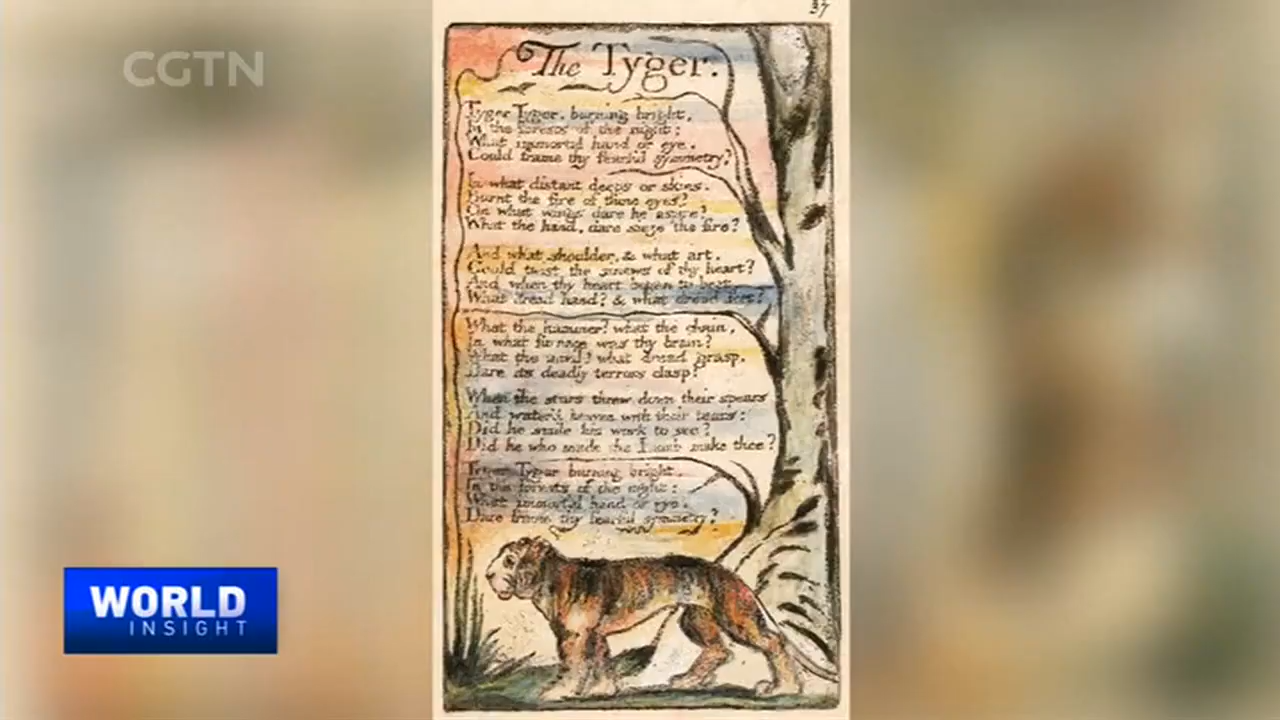 CGTN
37
The Tyger.
Tyger Tyger, burning bright,
In the forests of the night:
What immortal hand or eye,
Could frame thy fearful symmetry?
In what distant deeps or skies.
Burnt the fire of thine eyes?
On what wings dare he aspire?
What the hand, dare sieze the fire?
And what shoulder, & what art,
Could twist the sinews of thy heart?
And when thy heart began to beat,
What dread hand? & what dread feet?
What the hammer? what the chain,
In what furnace was thy brain?
What the anvil? what dread grasp,
Dare its deadly terrors clasp!
When the stars threw down their spears
And water'd heaven with their tears:
Did he smile his work to see?
Did he who made the Lamb make thee?
Tyger Tyger burning bright,
In the forests of the night:
What immortal hand or eye,
Dare frame thy fearful symmetry?
WORLD
INSIGHT